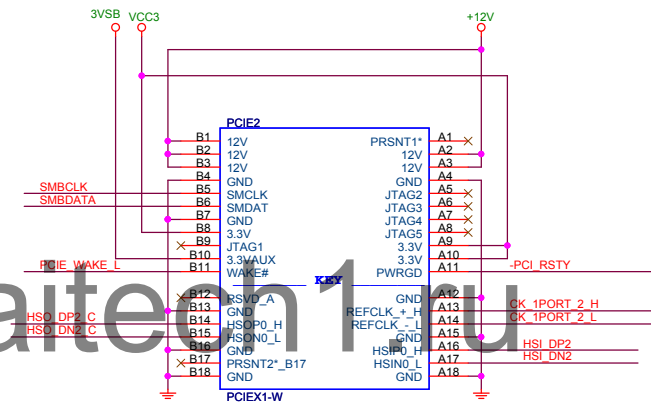 3VSB VCC3 +12V
PCIE2
B1 12V PRSNT1* A1
B2 12V 12V A2
B3 12V 12V A3
B4 GND GND A4
SMBCLK B5 SMCLK JTAG2 A5
SMBDATA B6 SMDAT JTAG3 A6
B7 GND JTAG4 A7
B8 3.3V JTAG5 A8
B9 JTAG1 3.3V A9
B10 3.3VAUX 3.3V A10
PCIE_WAKE_L B11 WAKE# PWRGD A11 -PCI_RSTY
KEY
B12 RSVD_A GND A12
B13 GND REFCLK_+_H A13 CK_1PORT_2_H
HSO_DP2_C B14 HSOP0_H REFCLK_-_L A14 CK_1PORT_2_L
HSO_DN2_C B15 HSON0_L GND A15
B16 GND HSIP0_H A16 HSI_DP2
B17 PRSNT2*_B17 HSIN0_L A17 HSI_DN2
B18 GND GND A18
PCIEX1-W
aitech1.ru